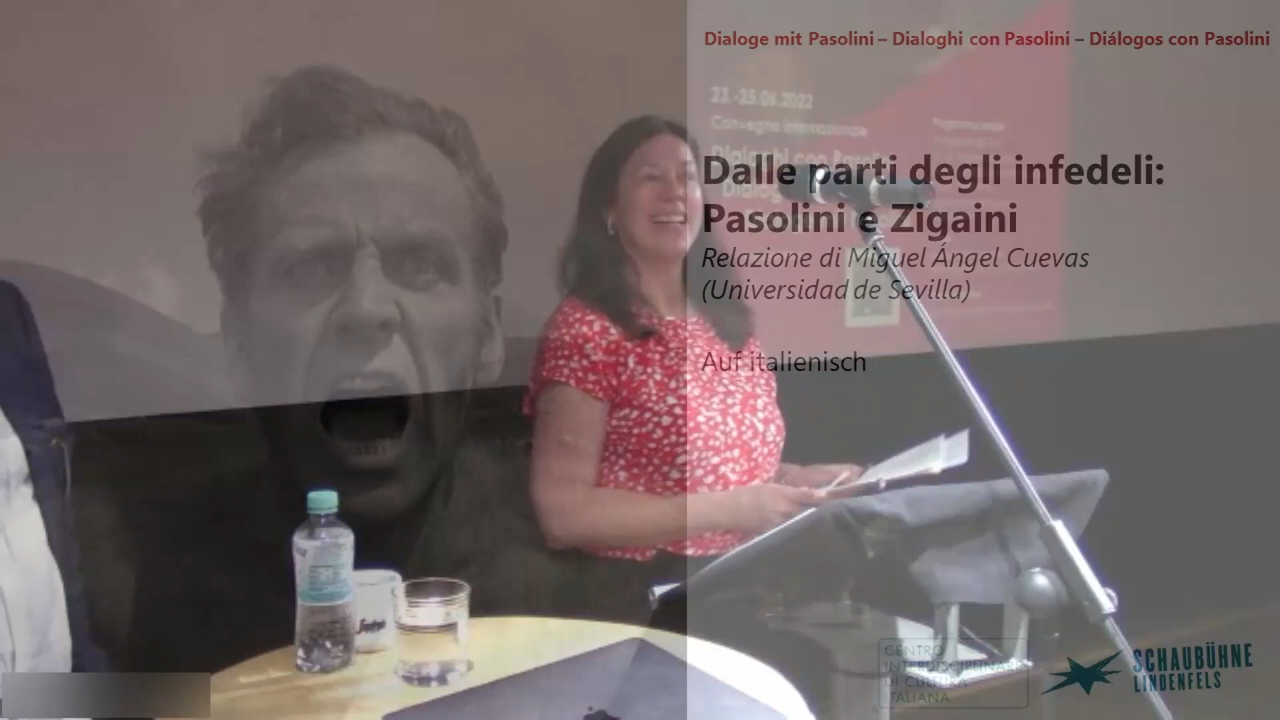 Dialoge mit Pasolini – Dialoghi con Pasolini – Diálogos con Pasolini
23.-25.06.2022
Convegno internazionale
Dialoghi con
Dalle parti degli infedeli:
Pasolini e Zigaini
Relazione di Miguel Ángel Cuevas
(Universidad de Sevilla)
Auf italienisch
CENTRO
INTERDISCIPLINARE
DI CULTURA
ITALIANA
SCHAUBÜHNE
LINDENFELS